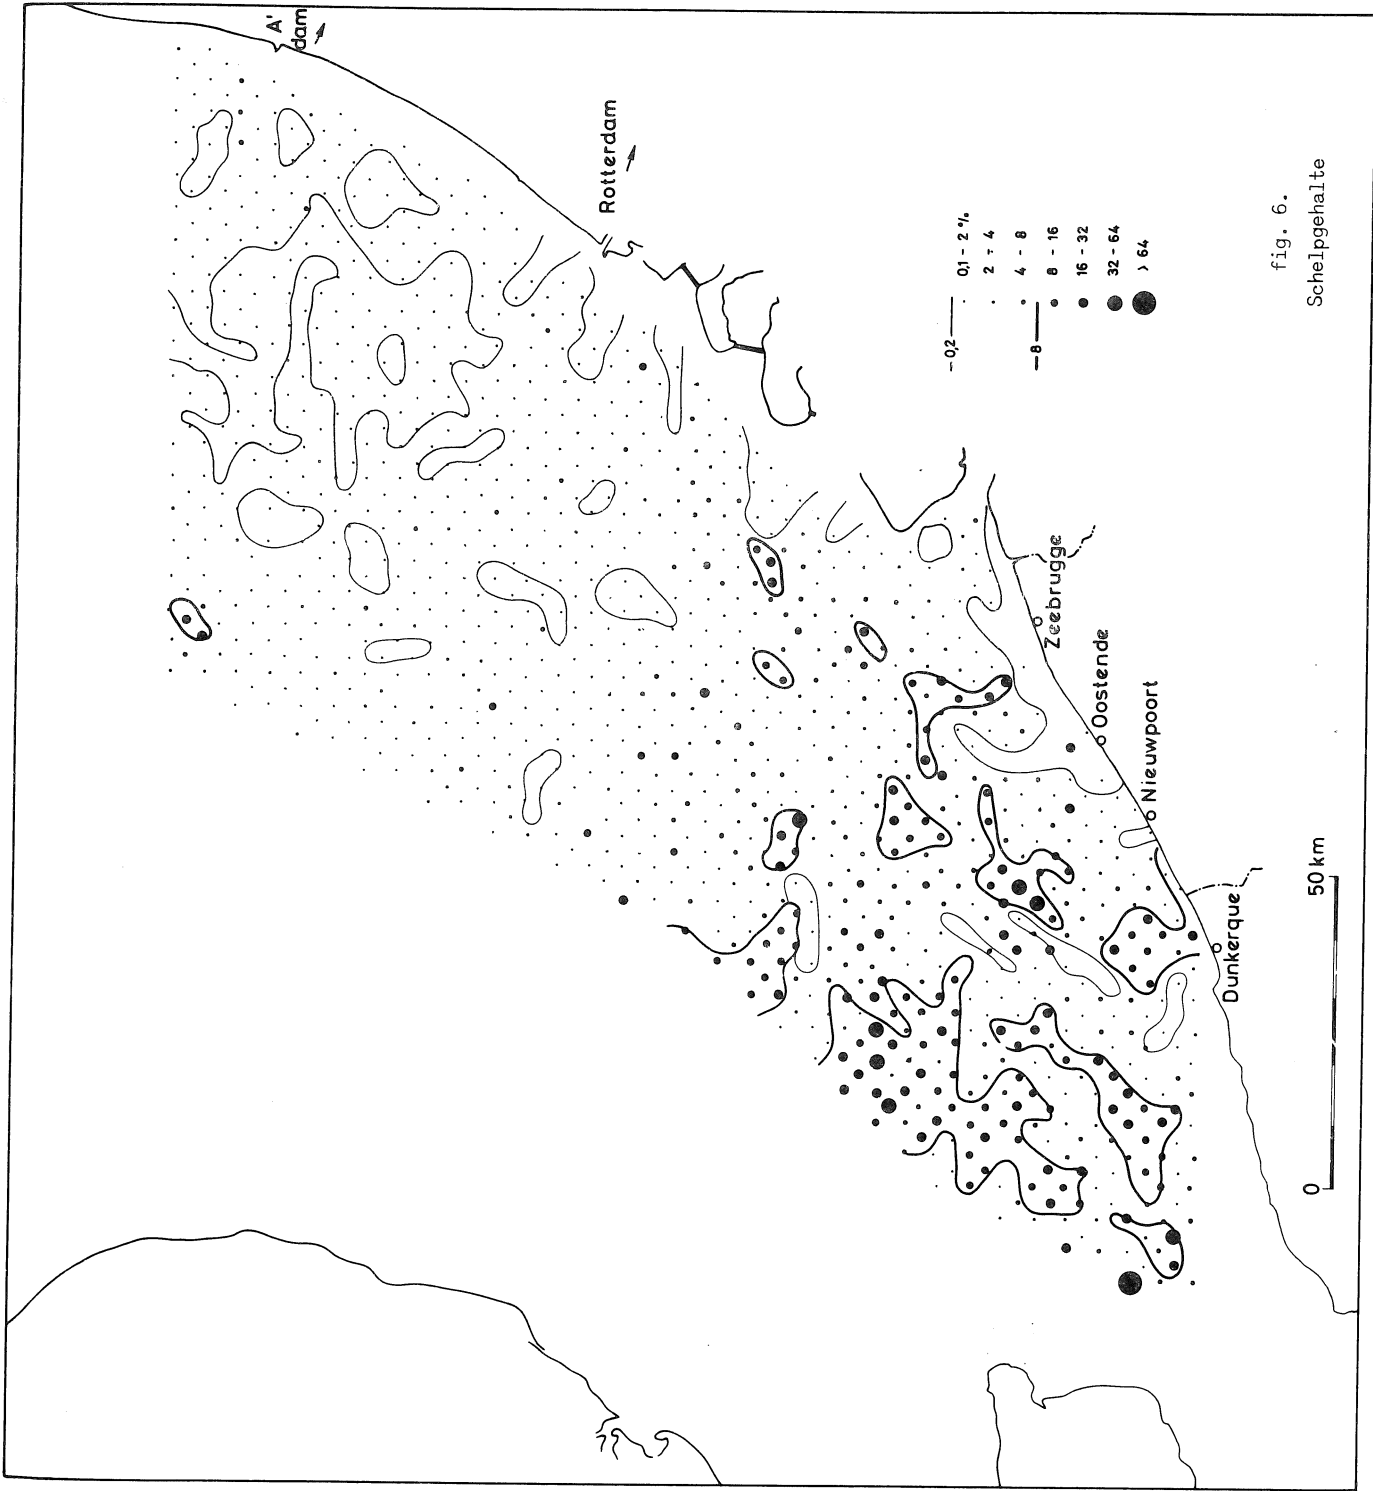 A'
dam
Rotterdam
0,2
0,1 - 2 %
2 - 4
4 - 8
8
8 - 16
16 - 32
32 - 64
> 64
fig. 6.
Schelpgehalte
Zeebrugge
Oostende
Nieuwpoort
Dunkerque
0
50 km